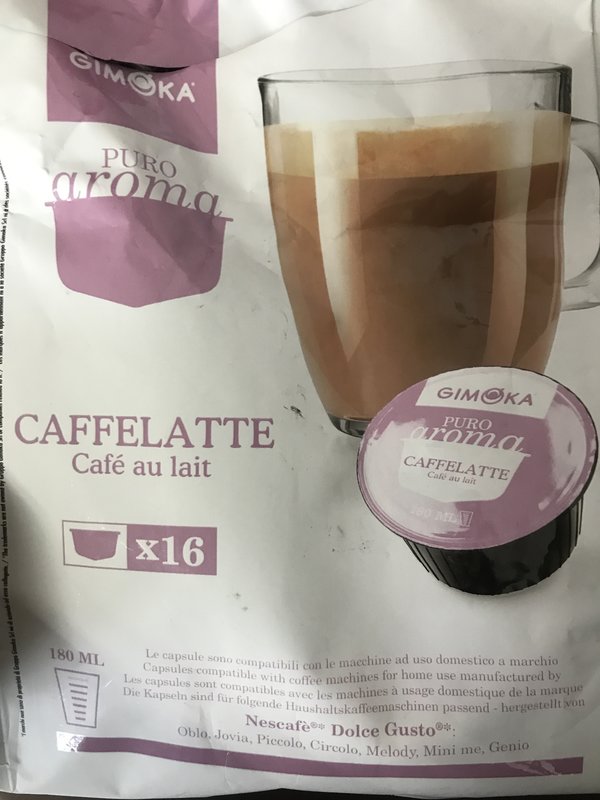 GIMOKA
PURO
aroma
CAFFELATTE
Café au lait
x16
GIMOKA
PURO
aroma
CAFFELATTE
Café au lait
180 ML
180 ML
Le capsule sono compatibili con le macchine ad uso domestico a marchio
Capsules compatible with coffee machines for home use manufactured by
Les capsules sont compatibles avec les machines à usage domestique de la marque
Die Kapseln sind für folgende Haushaltskaffeemaschinen passend - hergestellt von
Nescafè®* Dolce Gusto®*:
Oblo, Jovia, Piccolo, Circolo, Melody, Mini me, Genio